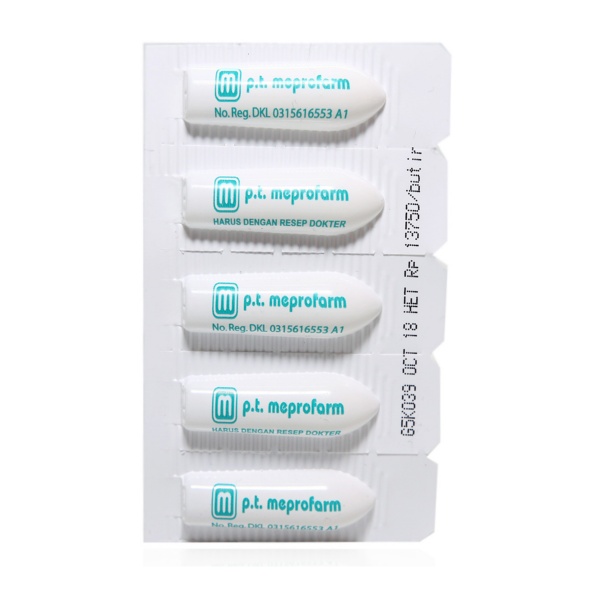 p.t. meprofarm
No. Reg. DKL 0315616553 A1
p.t. meprofarm
HARUS DENGAN RESEP DOKTER
p.t. meprofarm
No. Reg. DKL 0315616553 A1
p.t. meprofarm
HARUS DENGAN RESEP DOKTER
p.t. meprofarm
No. Reg. DKL 0315616553 A1
G5K039 OCT 18 HET Rp 13750/butir